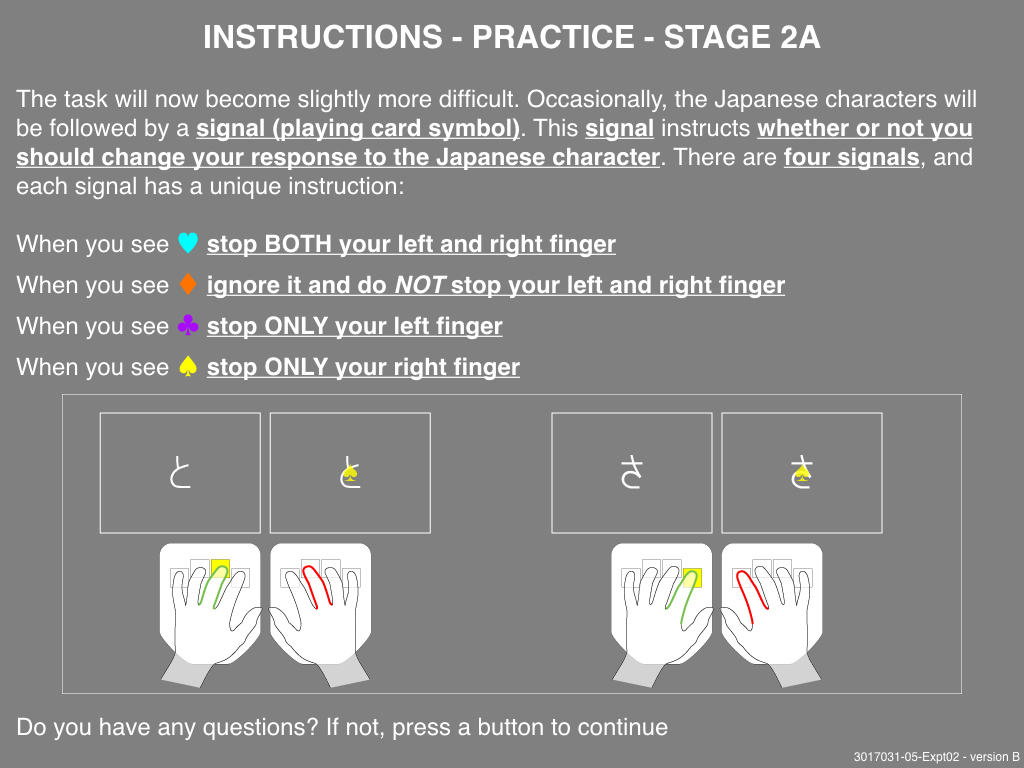 INSTRUCTIONS - PRACTICE - STAGE 2A
The task will now become slightly more difficult. Occasionally, the Japanese characters will
be followed by a signal (playing card symbol). This signal instructs whether or not you
should change your response to the Japanese character. There are four signals, and
each signal has a unique instruction:
When you see ♥ stop BOTH your left and right finger
When you see ♦ ignore it and do NOT stop your left and right finger
When you see ♣ stop ONLY your left finger
When you see ♠ stop ONLY your right finger
と と さ さ
Do you have any questions? If not, press a button to continue
3017031-05-Expt02 - version B